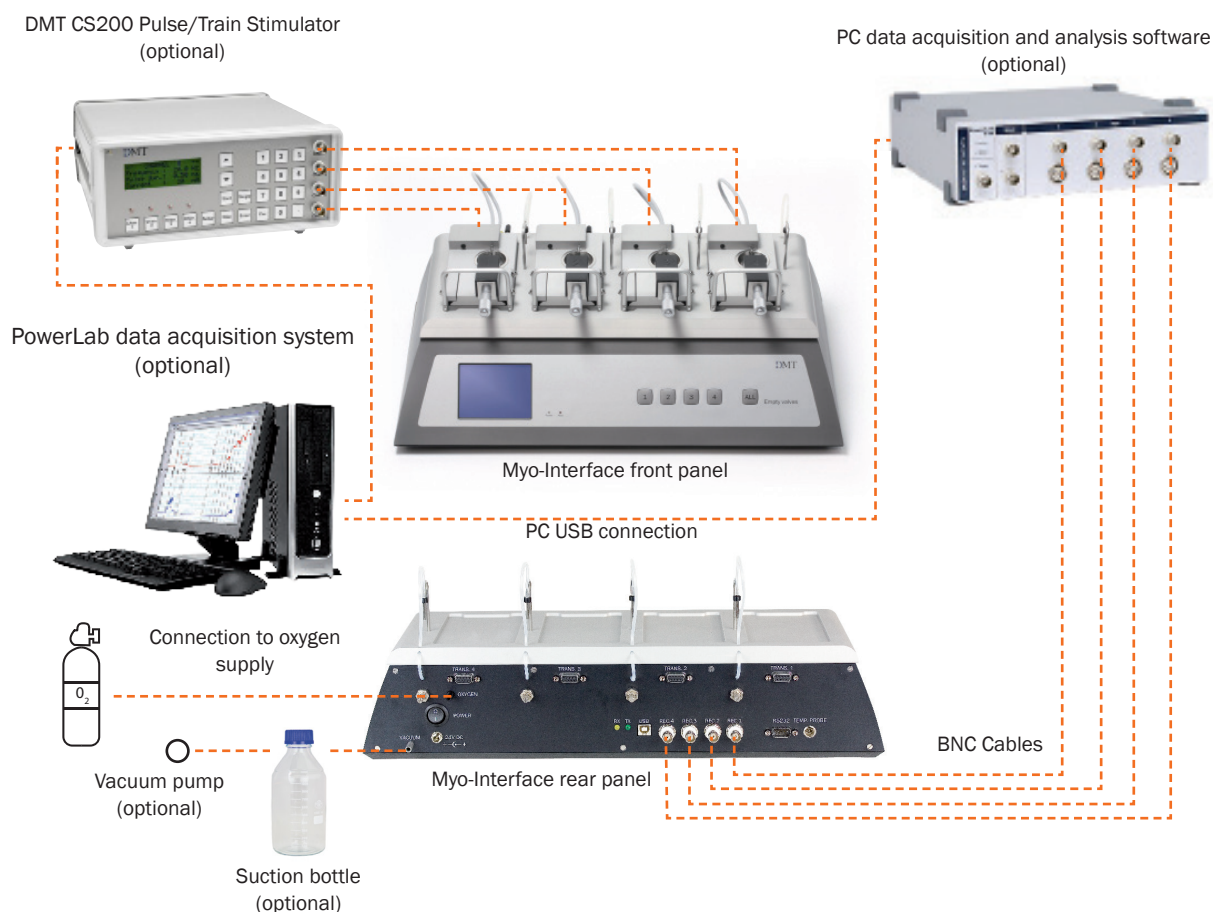 DMT CS200 Pulse/Train Stimulator
(optional)
PC data acquisition and analysis software
(optional)
DMT
1 2 3
PowerLab data acquisition system
(optional)
DMT
1 2 3 4 ALL Empty valves
Myo-Interface front panel
PC USB connection
Connection to oxygen
supply
O2
TRANS. 4 TRANS. 3 TRANS. 2 TRANS. 1
OXYGEN
POWER
VACUUM 24V DC
RX TX USB REC.4 REC.3 REC.2 REC.1 RS232 TEMP. PROBE
BNC Cables
Vacuum pump
(optional)
Myo-Interface rear panel
Suction bottle
(optional)